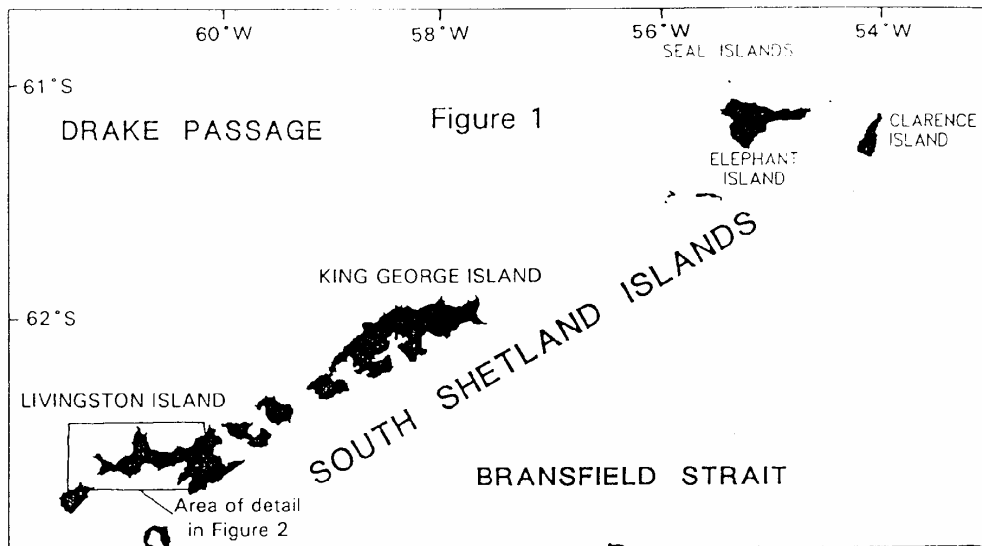 60°W 58°W 56°W 54°W
SEAL ISLANDS
61°S
DRAKE PASSAGE
Figure 1
CLARENCE
ISLAND
ELEPHANT
ISLAND
KING GEORGE ISLAND
62°S
SOUTH SHETLAND ISLANDS
LIVINGSTON ISLAND
BRANSFIELD STRAIT
Area of detail
in Figure 2